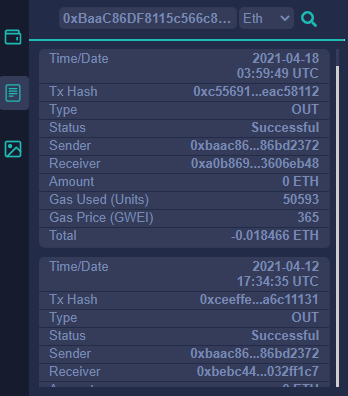 0xBaaC86DF8115c566c8... Eth
Time/Date 2021-04-18
03:59:49 UTC
Tx Hash 0xc55691...eac58112
Type OUT
Status Successful
Sender 0xbaac86...86bd2372
Receiver 0xa0b869...3606eb48
Amount 0 ETH
Gas Used (Units) 50593
Gas Price (GWEI) 365
Total -0.018466 ETH
Time/Date 2021-04-12
17:34:35 UTC
Tx Hash 0xceeffe...a6c11131
Type OUT
Status Successful
Sender 0xbaac86...86bd2372
Receiver 0xbebc44...032ff1c7
Amount 0 ETH